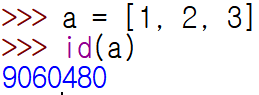 >>> a = [1, 2, 3]
>>> id(a)
9060480